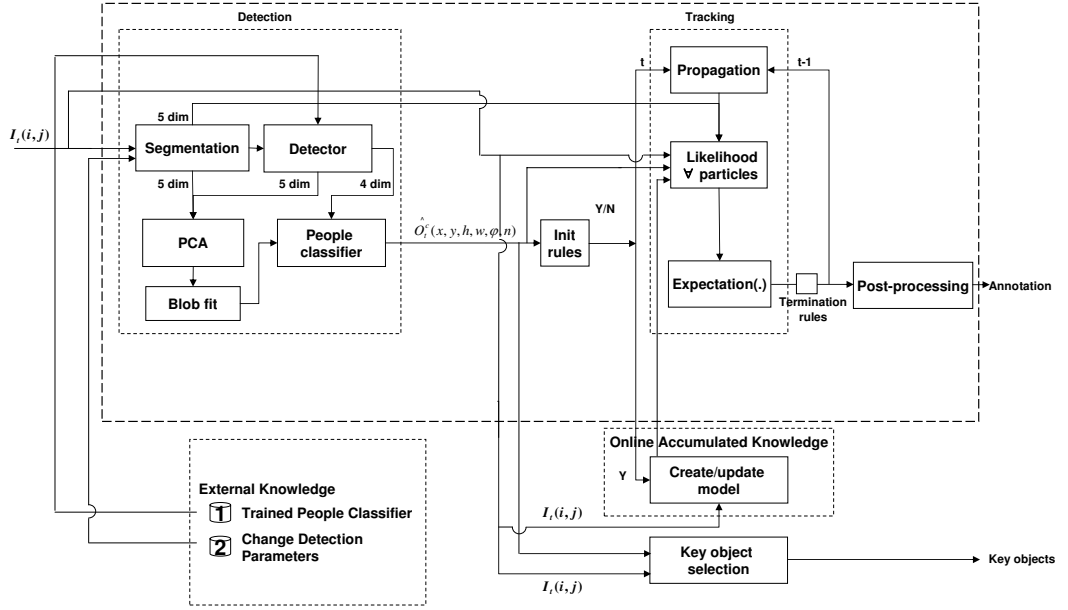 Detection
Tracking
t
Propagation
t-1
5 dim
I_t(i, j)
Segmentation
Detector
Likelihood
∀ particles
5 dim
5 dim
4 dim
PCA
People
classifier
Ô_t^c(x, y, h, w, φ, n)
Y/N
Init
rules
Blob fit
Expectation(.)
Termination
rules
Post-processing
Annotation
Online Accumulated Knowledge
Y
Create/update
model
External Knowledge
1 Trained People Classifier
I_t(i, j)
2 Change Detection
Parameters
Key object
selection
Key objects
I_t(i, j)